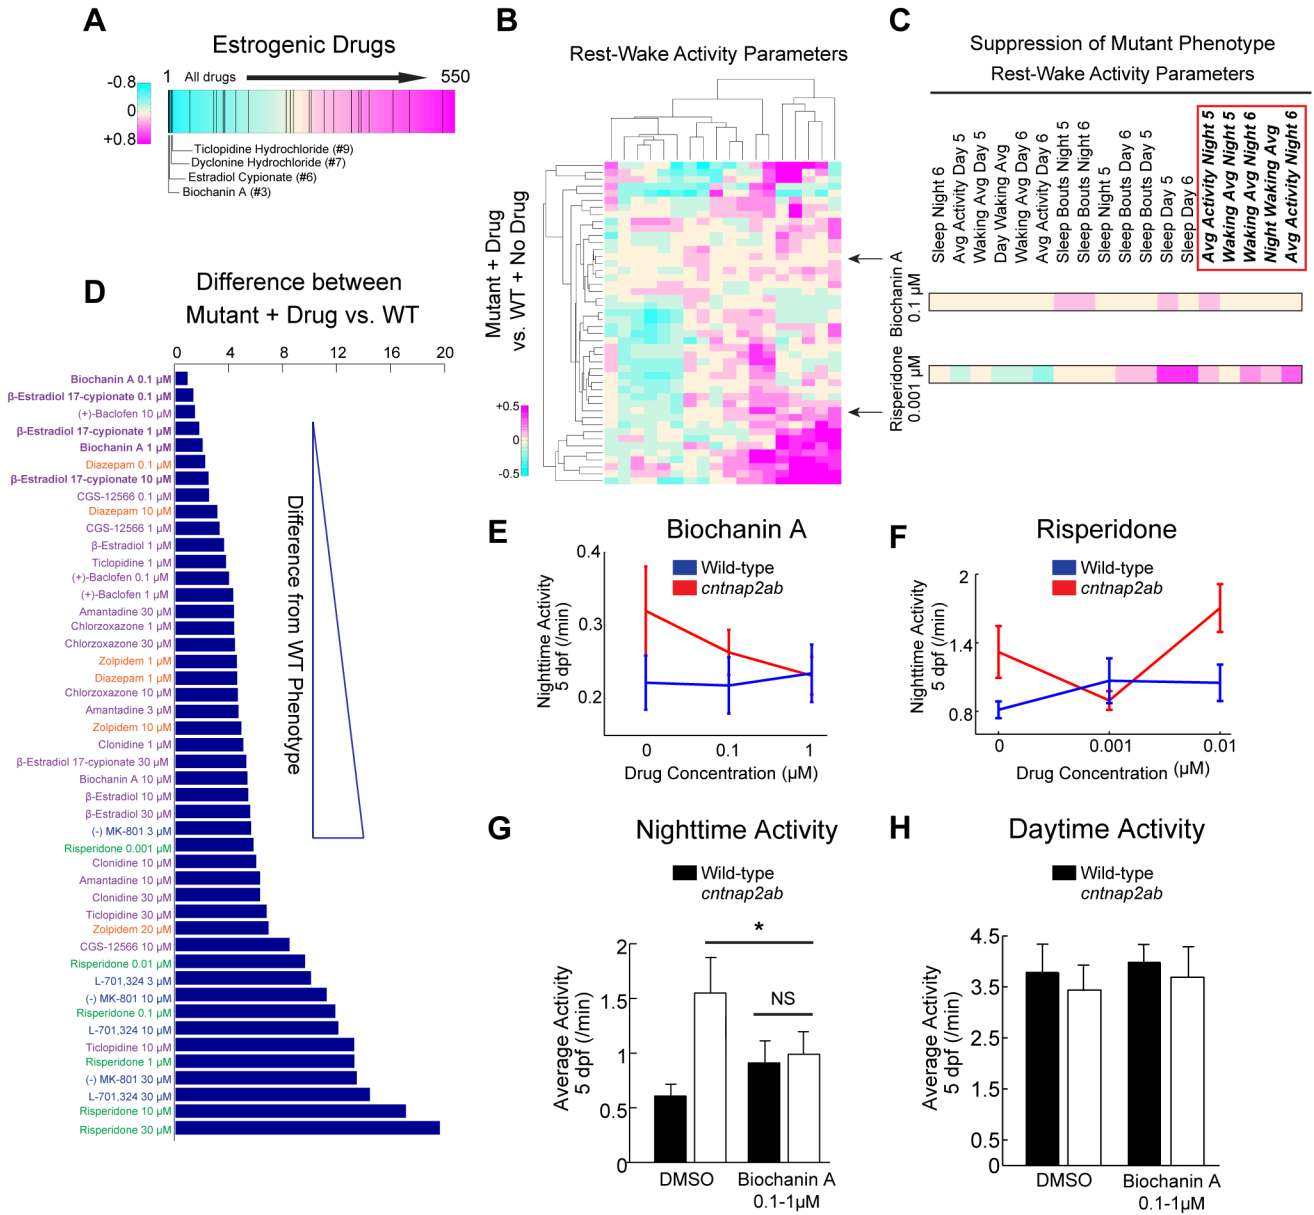 A
Estrogenic Drugs
-0.8
0
+0.8
1
All drugs
550
Ticlopidine Hydrochloride (#9)
Dyclonine Hydrochloride (#7)
Estradiol Cypionate (#6)
Biochanin A (#3)
B
Rest-Wake Activity Parameters
Mutant + Drug
vs. WT + No Drug
+0.5
0
-0.5
C
Suppression of Mutant Phenotype
Rest-Wake Activity Parameters
Sleep Night 6
Avg Activity Day 5
Waking Avg Day 5
Day Waking Avg
Waking Avg Day 6
Avg Activity Day 6
Sleep Bouts Night 5
Sleep Bouts Night 6
Sleep Night 5
Sleep Bouts Day 6
Sleep Bouts Day 5
Sleep Day 5
Sleep Day 6
Avg Activity Night 5
Waking Avg Night 5
Waking Avg Night 6
Night Waking Avg
Avg Activity Night 6
Biochanin A
0.1 µM
Risperidone
0.001 µM
D
Difference between
Mutant + Drug vs. WT
0
4
8
12
16
20
Biochanin A 0.1 µM
β-Estradiol 17-cypionate 0.1 µM
(+)-Baclofen 10 µM
β-Estradiol 17-cypionate 1 µM
Biochanin A 1 µM
Diazepam 0.1 µM
β-Estradiol 17-cypionate 10 µM
CGS-12566 0.1 µM
Diazepam 10 µM
CGS-12566 1 µM
β-Estradiol 1 µM
Ticlopidine 1 µM
(+)-Baclofen 0.1 µM
(+)-Baclofen 1 µM
Amantadine 30 µM
Chlorzoxazone 1 µM
Chlorzoxazone 30 µM
Zolpidem 1 µM
Diazepam 1 µM
Chlorzoxazone 10 µM
Amantadine 3 µM
Zolpidem 10 µM
Clonidine 1 µM
β-Estradiol 17-cypionate 30 µM
Biochanin A 10 µM
β-Estradiol 10 µM
β-Estradiol 30 µM
(-) MK-801 3 µM
Risperidone 0.001 µM
Clonidine 10 µM
Amantadine 10 µM
Clonidine 30 µM
Ticlopidine 30 µM
Zolpidem 20 µM
CGS-12566 10 µM
Risperidone 0.01 µM
L-701,324 3 µM
(-) MK-801 10 µM
Risperidone 0.1 µM
L-701,324 10 µM
Ticlopidine 10 µM
Risperidone 1 µM
(-) MK-801 30 µM
L-701,324 30 µM
Risperidone 10 µM
Risperidone 30 µM
Difference from WT Phenotype
E
Biochanin A
Wild-type
cntnap2ab
Nighttime Activity
5 dpf (/min)
0.4
0.3
0.2
0
0.1
1
Drug Concentration (µM)
F
Risperidone
Wild-type
cntnap2ab
Nighttime Activity
5 dpf (/min)
2
1.4
0.8
0
0.001
0.01
Drug Concentration (µM)
G
Nighttime Activity
Wild-type
cntnap2ab
Average Activity
5 dpf (/min)
2
1.5
1
0.5
0
*
NS
DMSO
Biochanin A
0.1-1µM
H
Daytime Activity
Wild-type
cntnap2ab
Average Activity
5 dpf (/min)
4.5
3.5
2.5
1.5
0.5
0
DMSO
Biochanin A
0.1-1µM